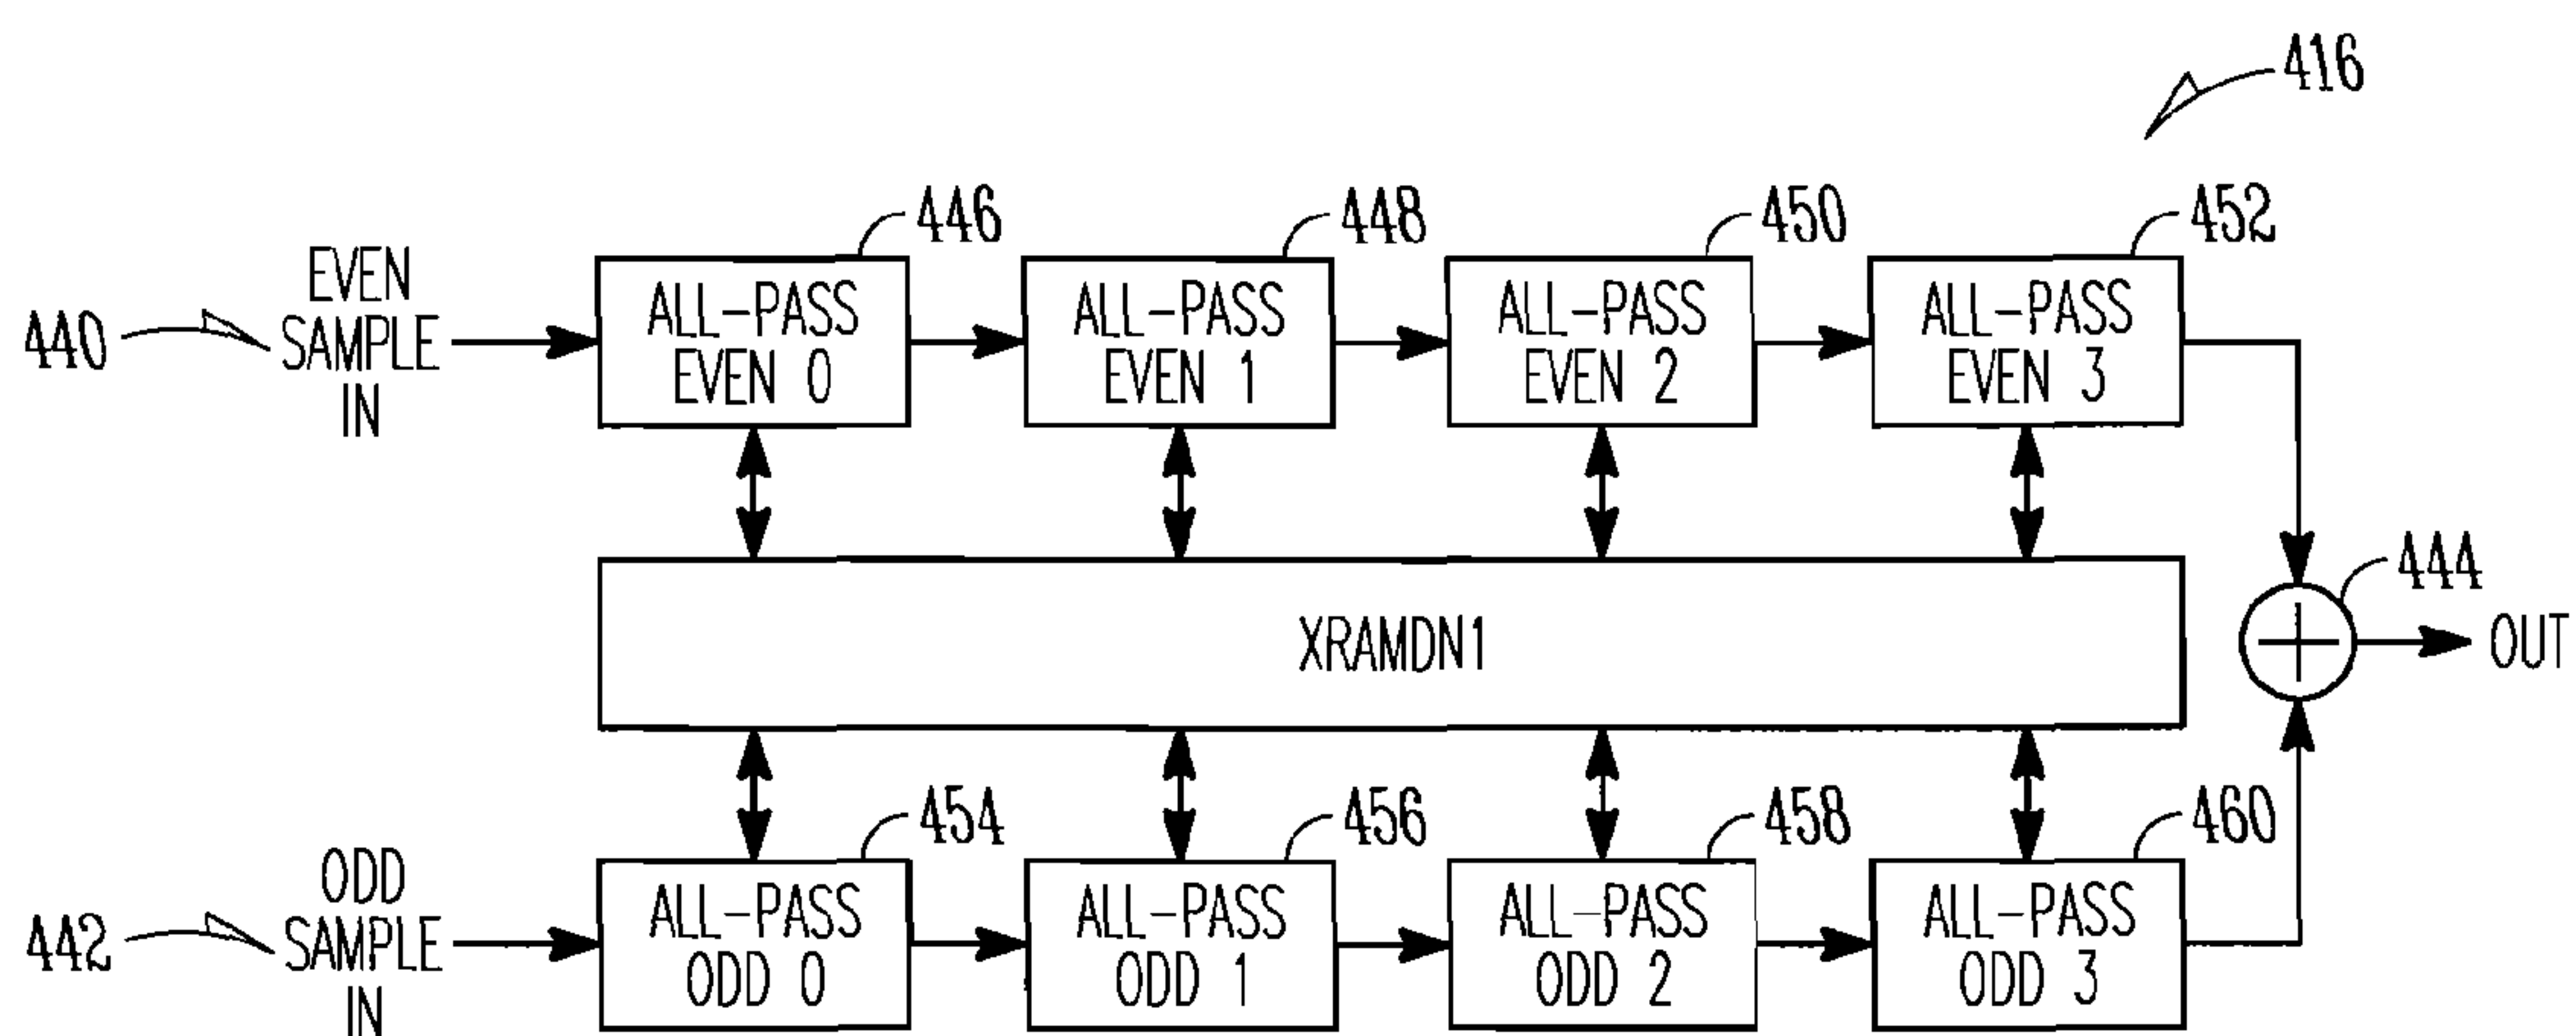 416
446
448
450
452
EVEN
SAMPLE
IN
440
ALL-PASS
EVEN 0
ALL-PASS
EVEN 1
ALL-PASS
EVEN 2
ALL-PASS
EVEN 3
XRAMDN1
444
OUT
454
456
458
460
ODD
SAMPLE
IN
442
ALL-PASS
ODD 0
ALL-PASS
ODD 1
ALL-PASS
ODD 2
ALL-PASS
ODD 3